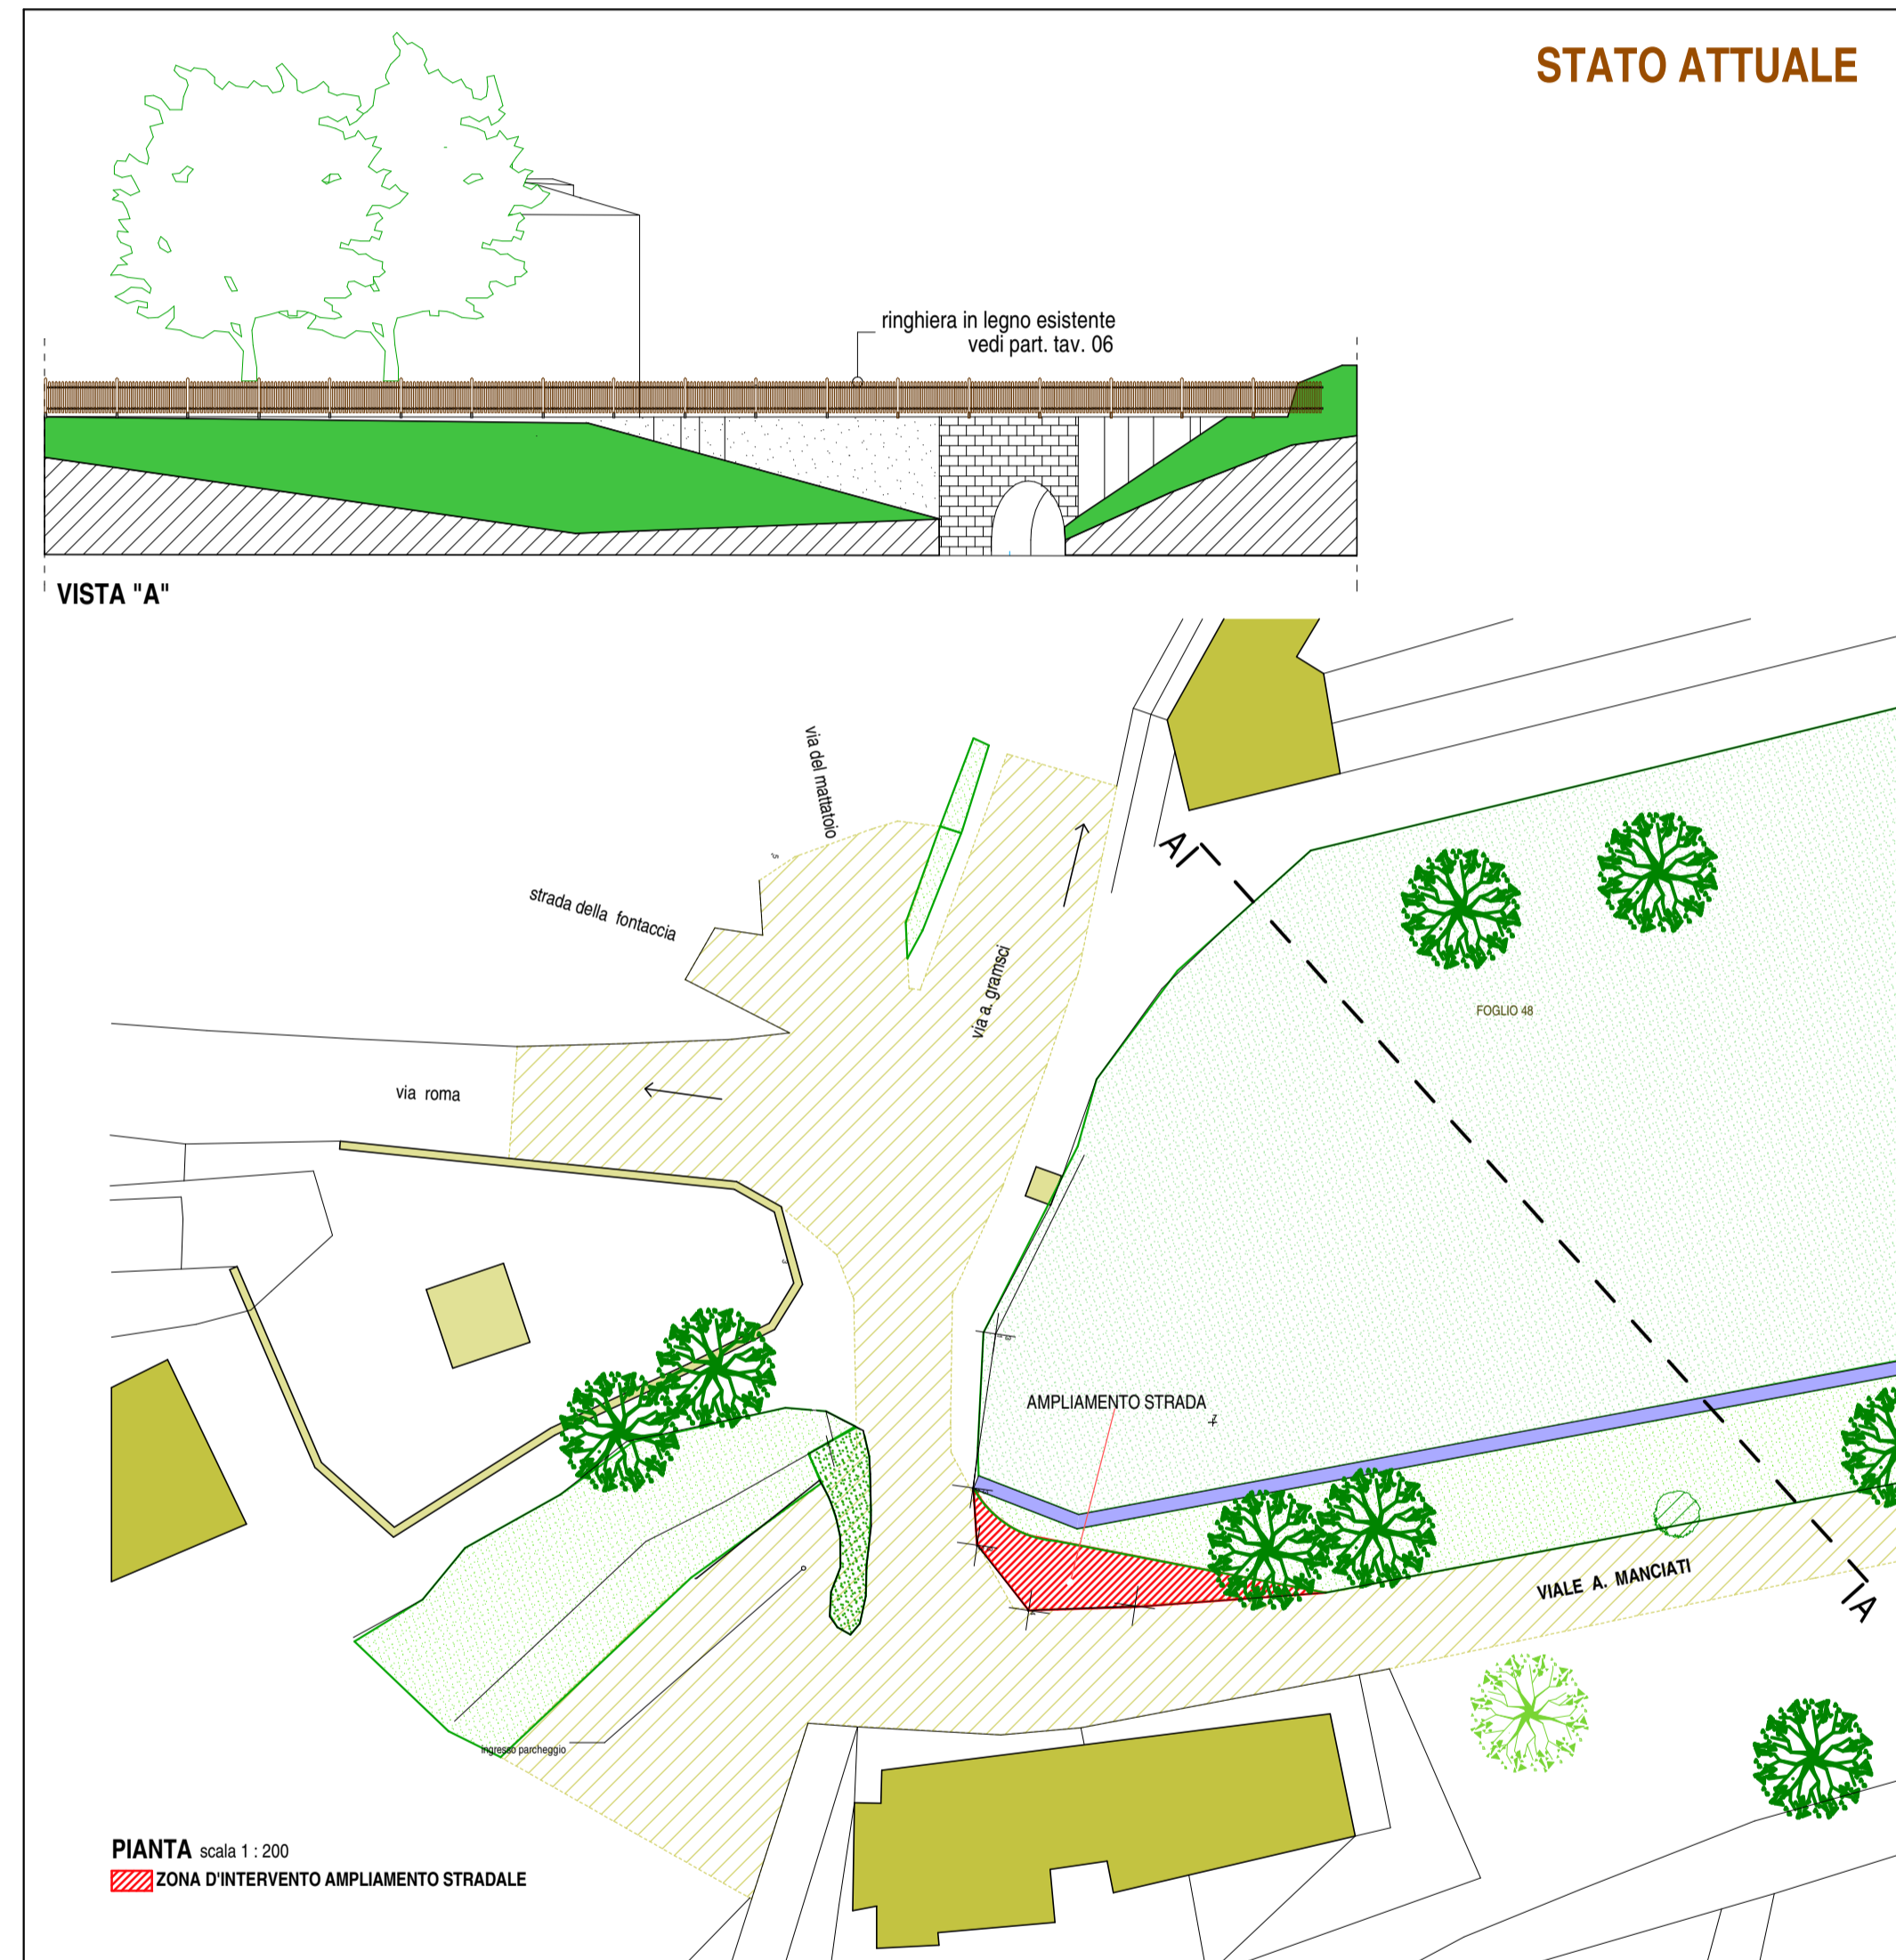 STATO ATTUALE
ringhiera in legno esistente
vedi part. tav. 06
VISTA "A"
via del mattatoio
strada della fontaccia
A
via a. gramsci
FOGLIO 48
via roma
AMPLIAMENTO STRADA
VIALE A. MANCIATI
A
ingresso parcheggio
PIANTA scala 1 : 200
ZONA D'INTERVENTO AMPLIAMENTO STRADALE